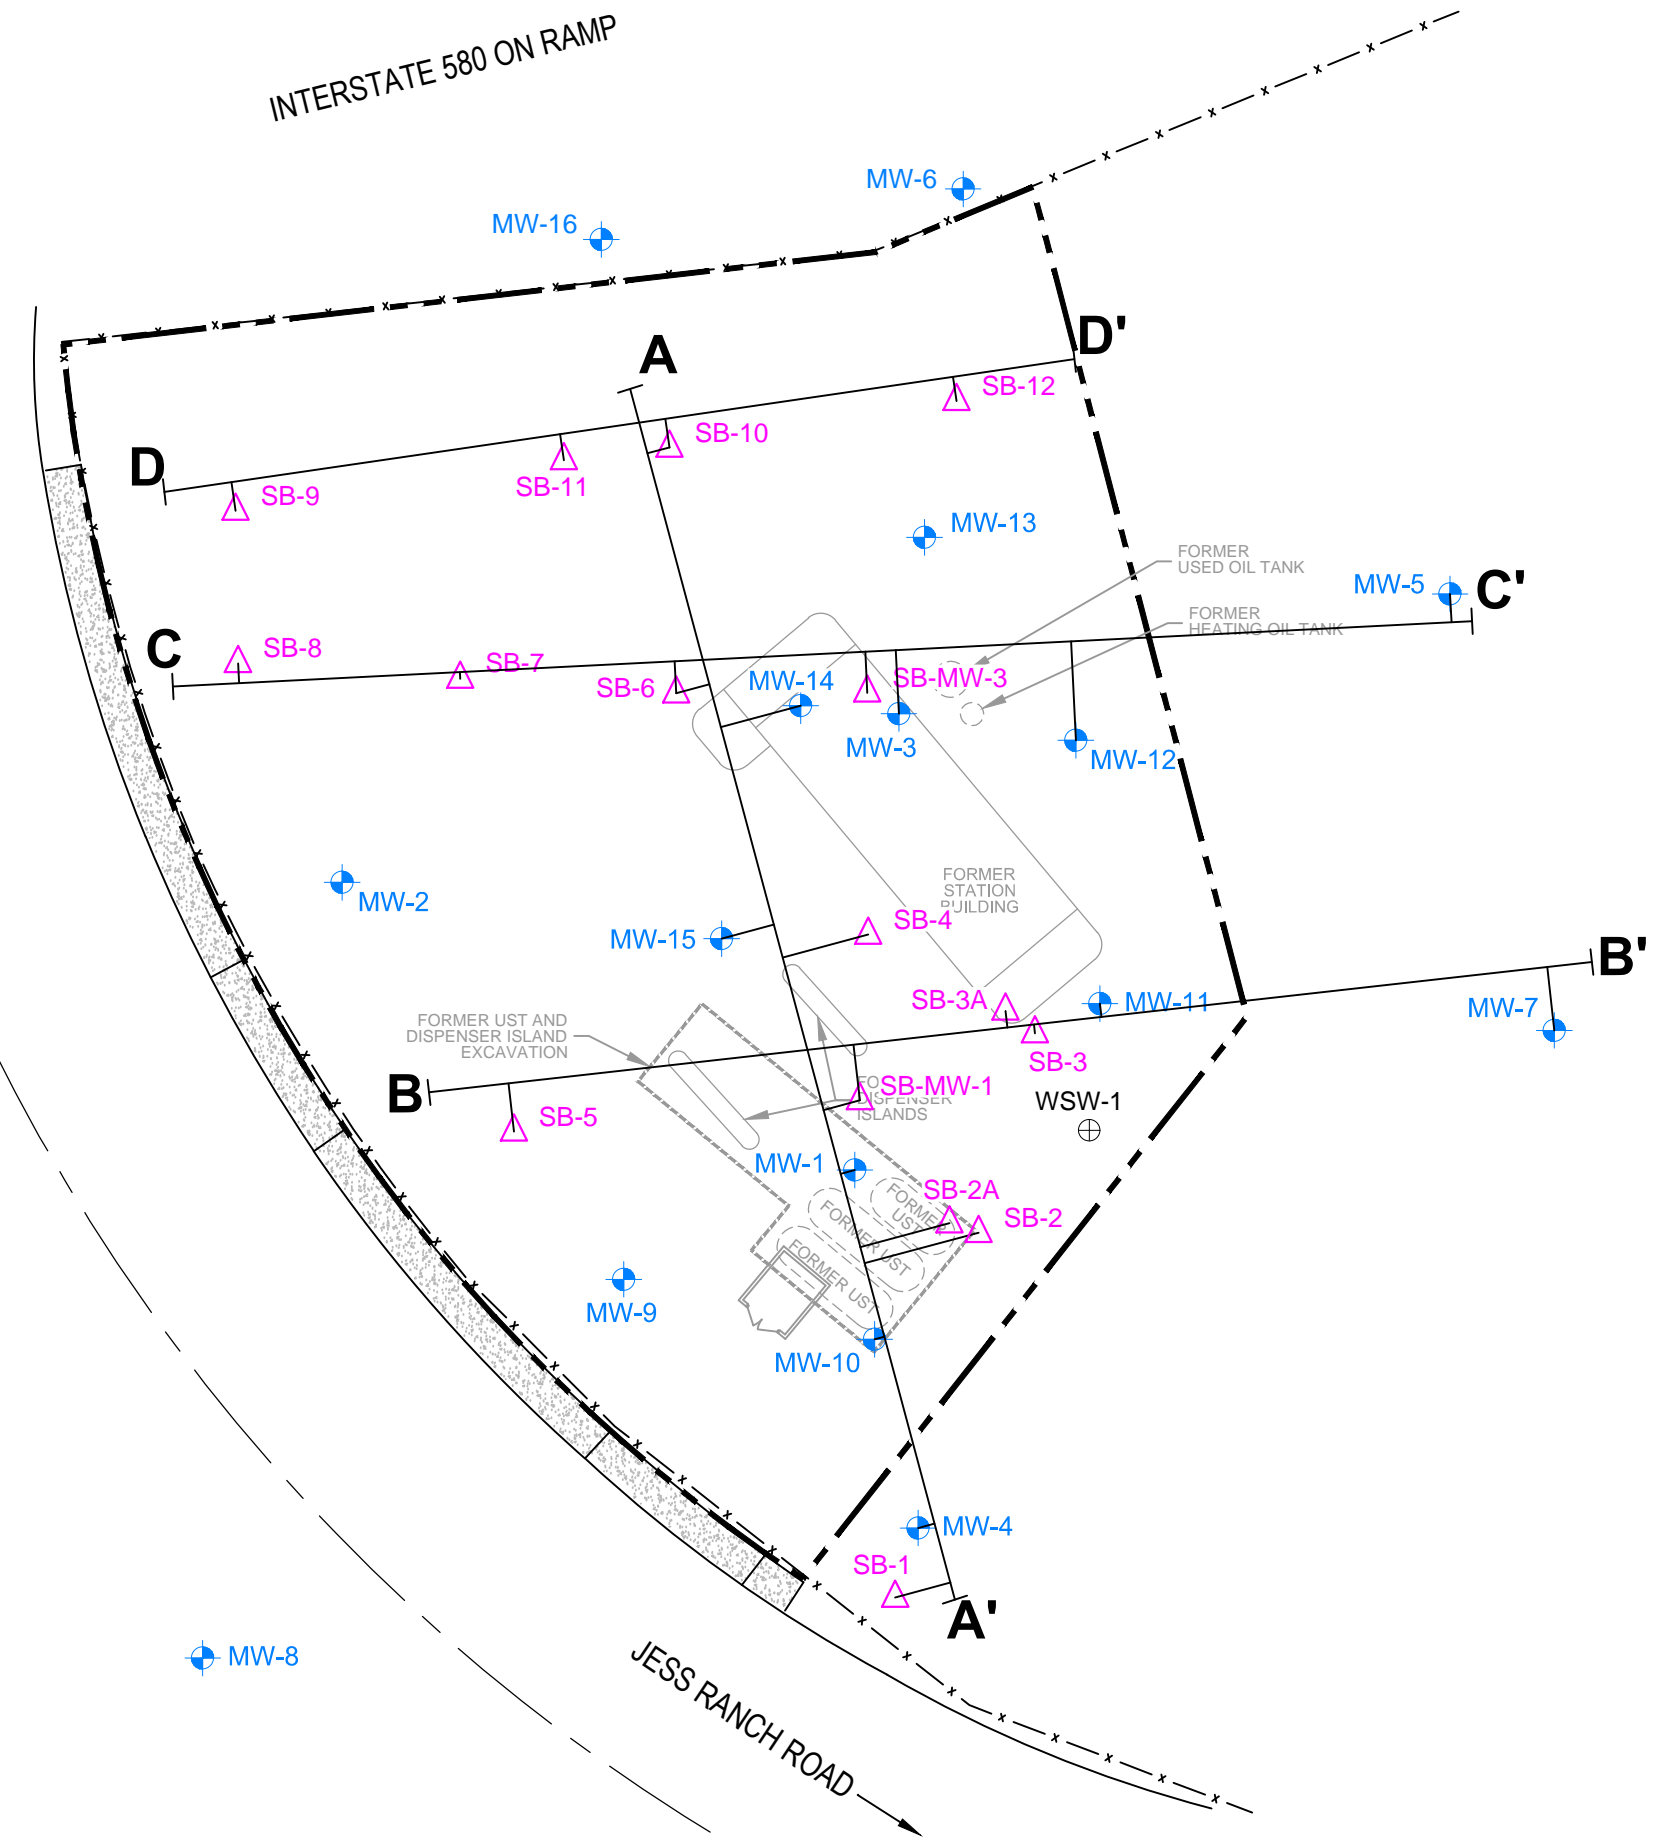 INTERSTATE 580 ON RAMP
MW-6
MW-16
D'
A
SB-12
SB-10
D
SB-11
SB-9
MW-13
FORMER
USED OIL TANK
MW-5
C'
FORMER
HEATING OIL TANK
C
SB-8
SB-7
SB-6
MW-14
SB-MW-3
MW-3
MW-12
MW-2
FORMER
STATION
BUILDING
SB-4
MW-15
B'
SB-3A
MW-11
MW-7
FORMER UST AND
DISPENSER ISLAND
EXCAVATION
SB-3
B
SB-MW-1
DISPENSER
ISLANDS
WSW-1
SB-5
MW-1
SB-2A
SB-2
FORMER
UST
FORMER UST
FORMER UST
MW-9
MW-10
MW-4
SB-1
A'
MW-8
JESS RANCH ROAD